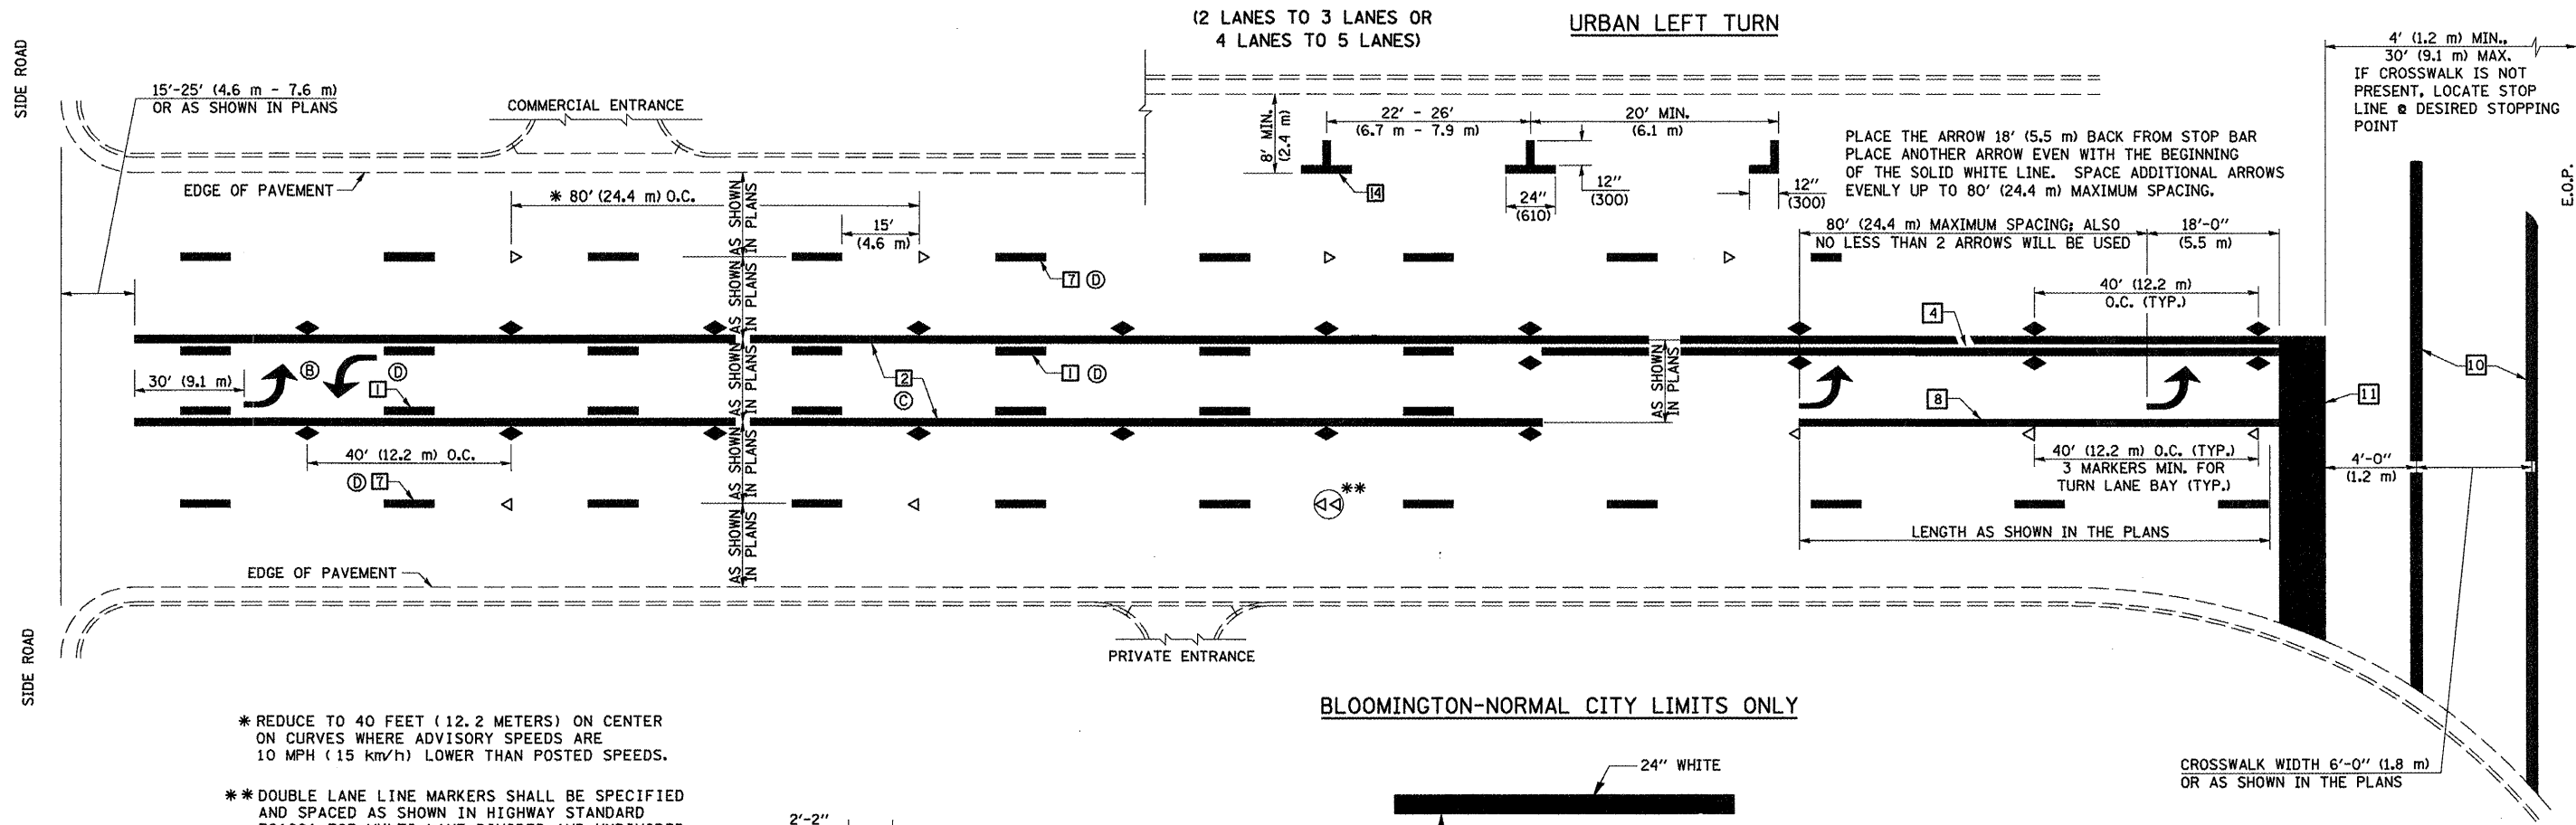 (2 LANES TO 3 LANES OR
4 LANES TO 5 LANES)
URBAN LEFT TURN
SIDE ROAD
15'-25' (4.6 m - 7.6 m)
OR AS SHOWN IN PLANS
COMMERCIAL ENTRANCE
EDGE OF PAVEMENT
* 80' (24.4 m) O.C.
15'
(4.6 m)
8' MIN.
(2.4 m)
22' - 26'
(6.7 m - 7.9 m)
20' MIN.
(6.1 m)
14
24"
(610)
12"
(300)
12"
(300)
4' (1.2 m) MIN.,
30' (9.1 m) MAX.
IF CROSSWALK IS NOT
PRESENT, LOCATE STOP
LINE @ DESIRED STOPPING
POINT
E.O.P.
PLACE THE ARROW 18' (5.5 m) BACK FROM STOP BAR
PLACE ANOTHER ARROW EVEN WITH THE BEGINNING
OF THE SOLID WHITE LINE. SPACE ADDITIONAL ARROWS
EVENLY UP TO 80' (24.4 m) MAXIMUM SPACING.
80' (24.4 m) MAXIMUM SPACING; ALSO
NO LESS THAN 2 ARROWS WILL BE USED
18'-0"
(5.5 m)
40' (12.2 m)
O.C. (TYP.)
AS SHOWN
IN PLANS
AS SHOWN
IN PLANS
AS SHOWN
IN PLANS
AS SHOWN
IN PLANS
AS SHOWN
IN PLANS
7 D
4
30' (9.1 m)
B
D
1
2
C
1 D
AS SHOWN
IN PLANS
8
10
11
40' (12.2 m) O.C.
D 7
**
40' (12.2 m) O.C. (TYP.)
3 MARKERS MIN. FOR
TURN LANE BAY (TYP.)
4'-0"
(1.2 m)
LENGTH AS SHOWN IN THE PLANS
EDGE OF PAVEMENT
SIDE ROAD
PRIVATE ENTRANCE
* REDUCE TO 40 FEET (12.2 METERS) ON CENTER
ON CURVES WHERE ADVISORY SPEEDS ARE
10 MPH (15 km/h) LOWER THAN POSTED SPEEDS.
** DOUBLE LANE LINE MARKERS SHALL BE SPECIFIED
AND SPACED AS SHOWN IN HIGHWAY STANDARD
BLOOMINGTON-NORMAL CITY LIMITS ONLY
24" WHITE
2'-2"
CROSSWALK WIDTH 6'-0" (1.8 m)
OR AS SHOWN IN THE PLANS